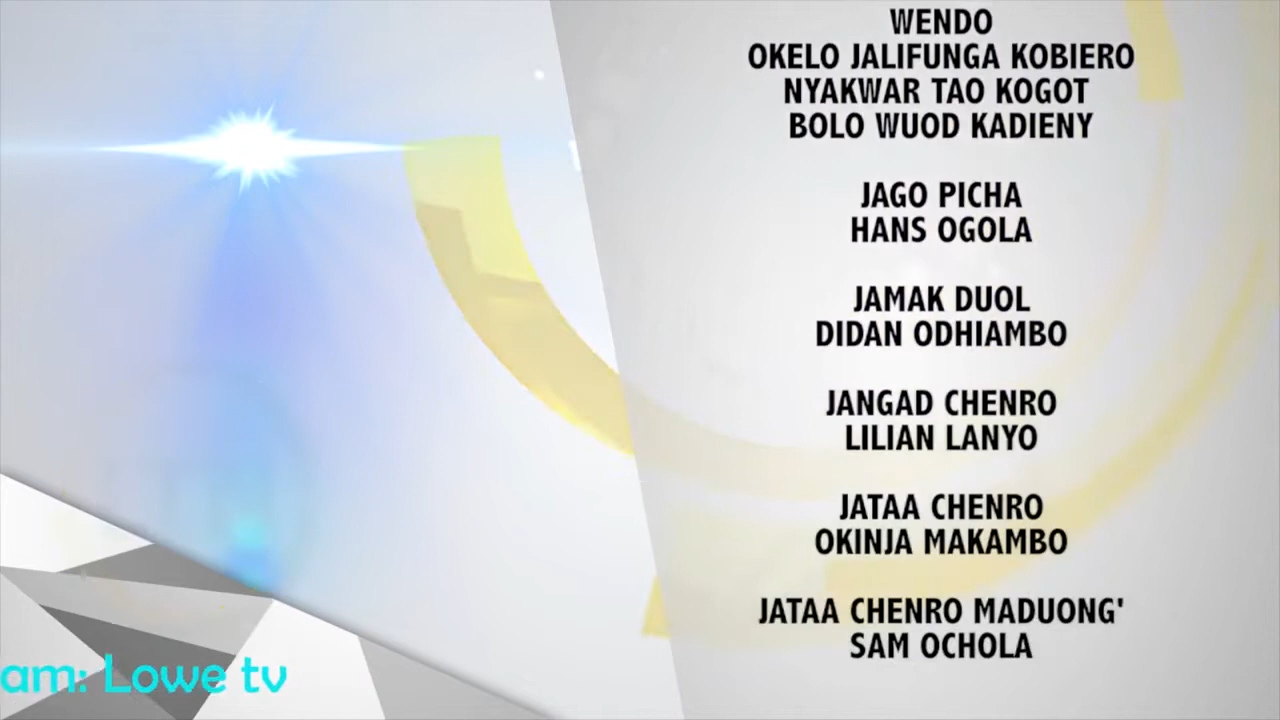 WENDO
OKELO JALIFUNGA KOBIERO
NYAKWAR TAO KOGOT
BOLO WUOD KADIENY
JAGO PICHA
HANS OGOLA
JAMAK DUOL
DIDAN ODHIAMBO
JANGAD CHENRO
LILIAN LANYO
JATAA CHENRO
OKINJA MAKAMBO
JATAA CHENRO MADUONG'
SAM OCHOLA
am: Lowe tv